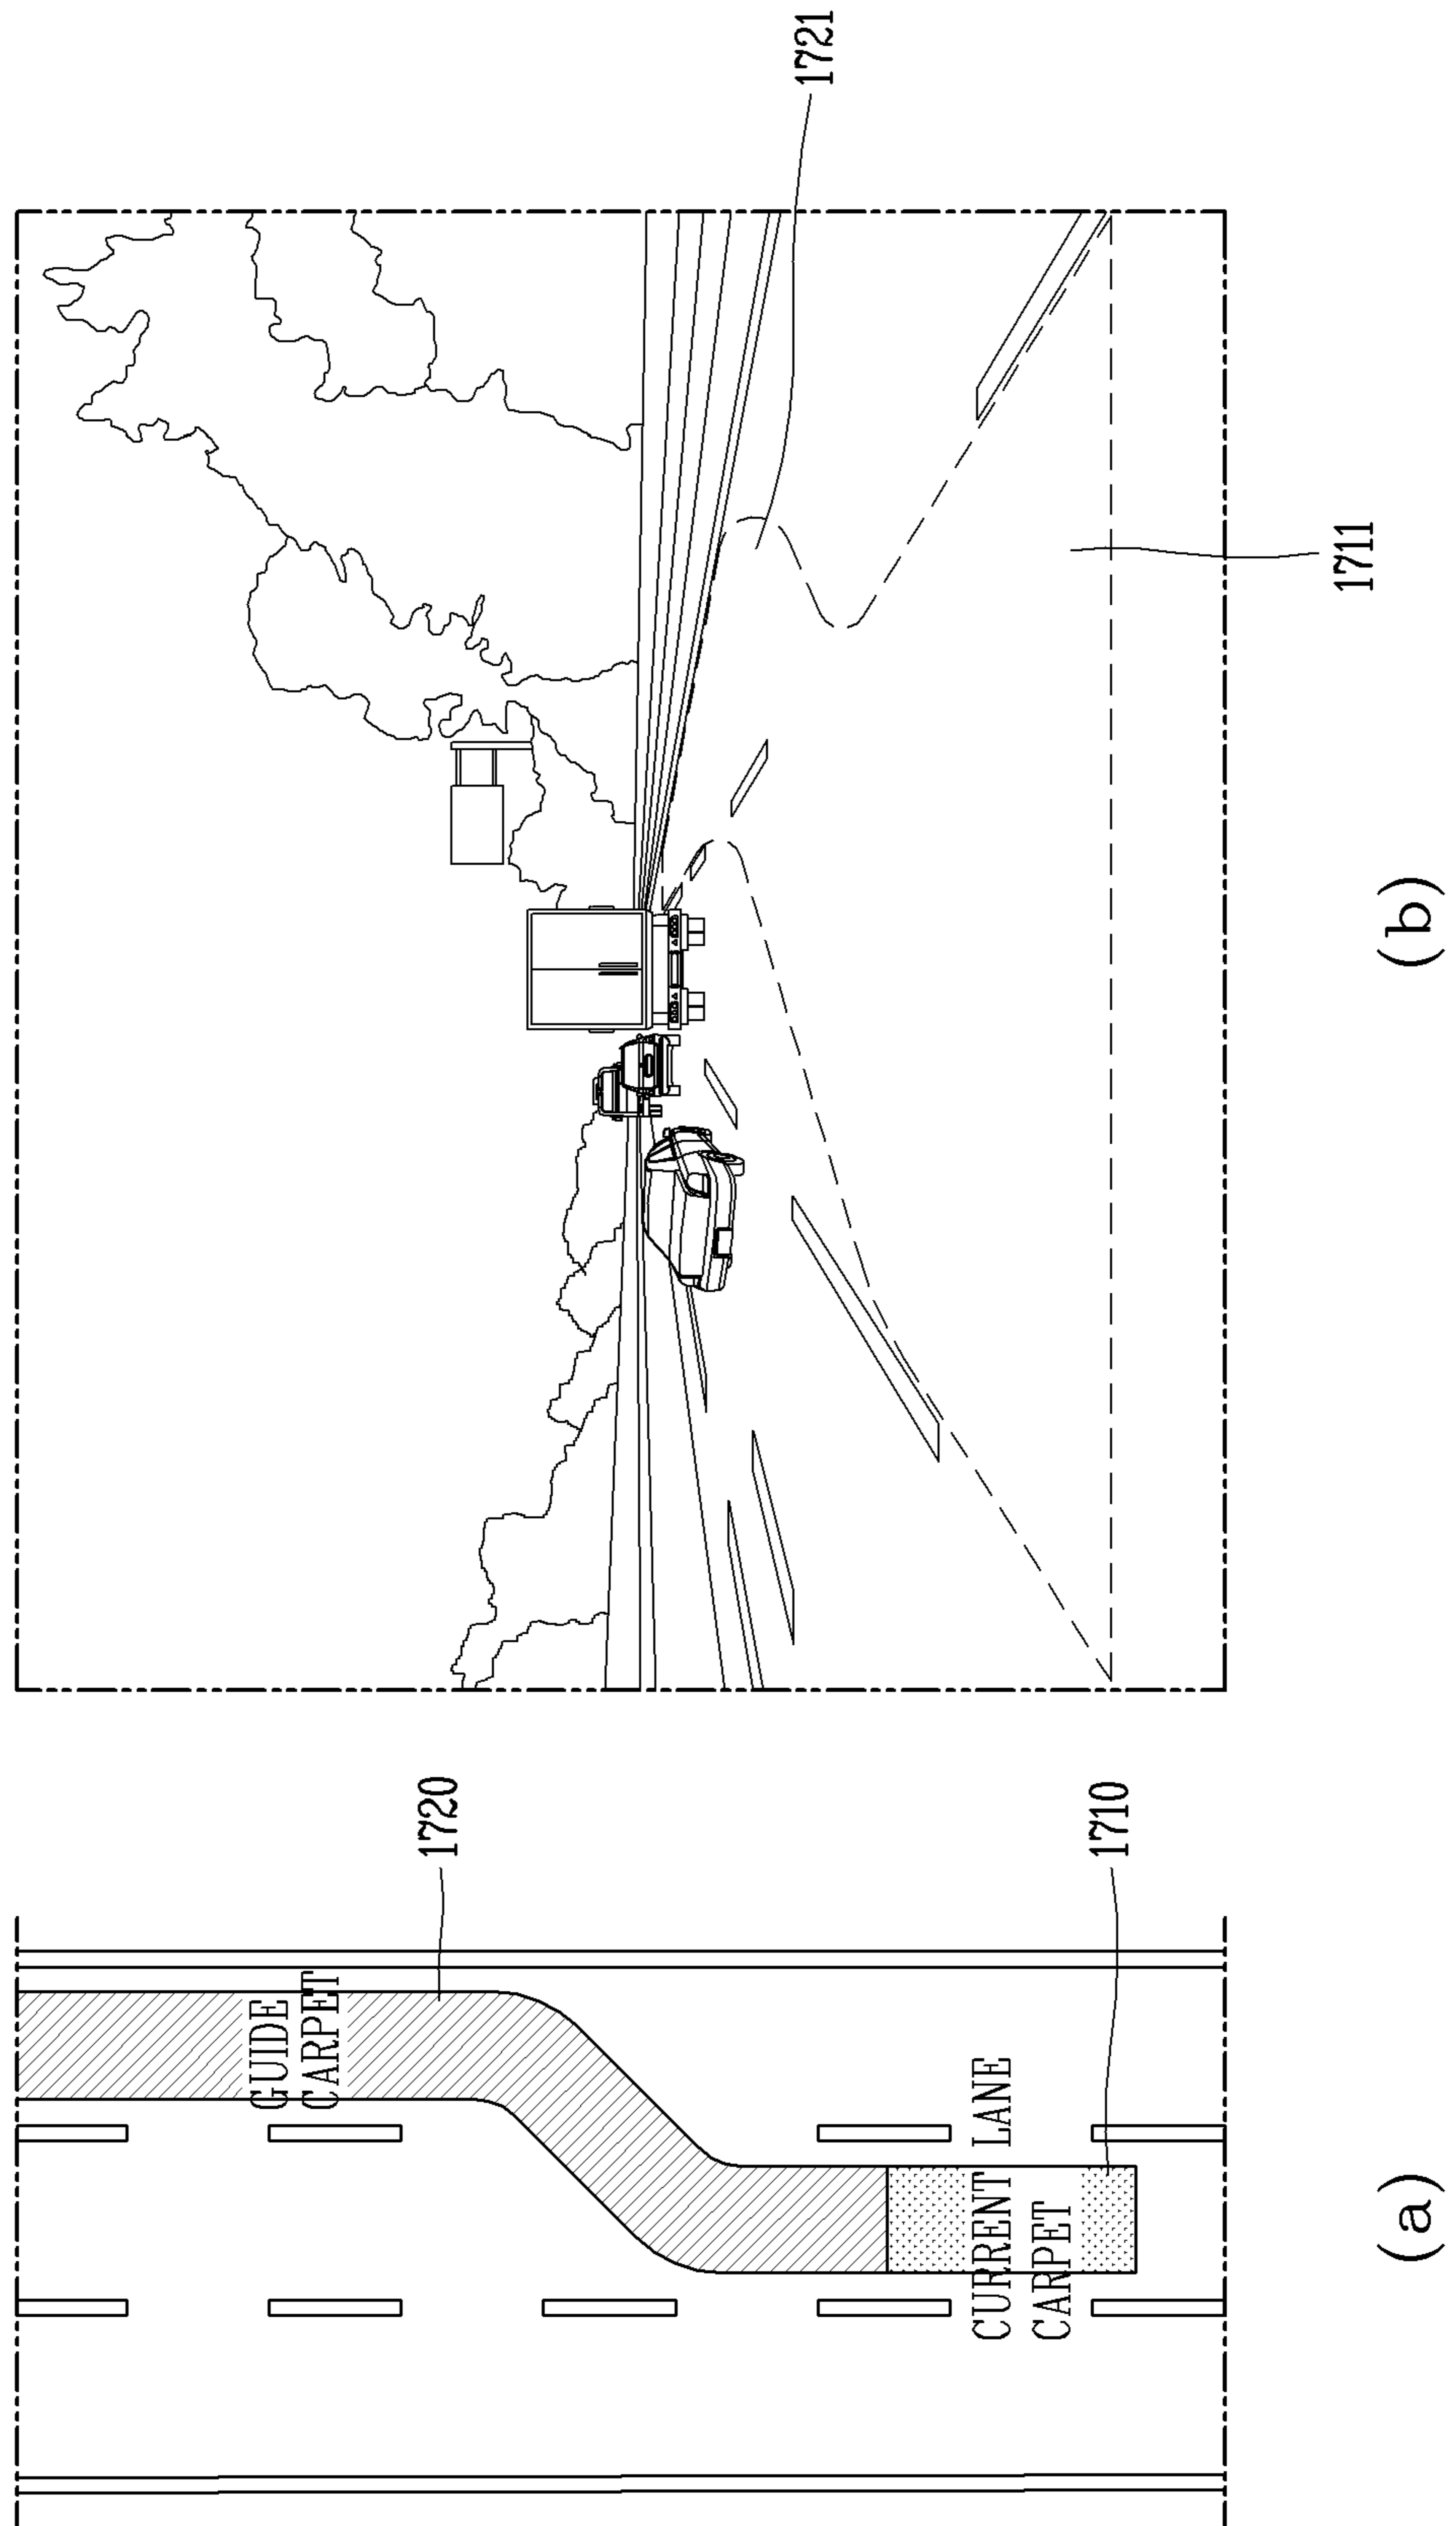 GUIDE
CARPET
1720
CURRENT LANE
CARPET
1710
(a)
1721
1711
(b)